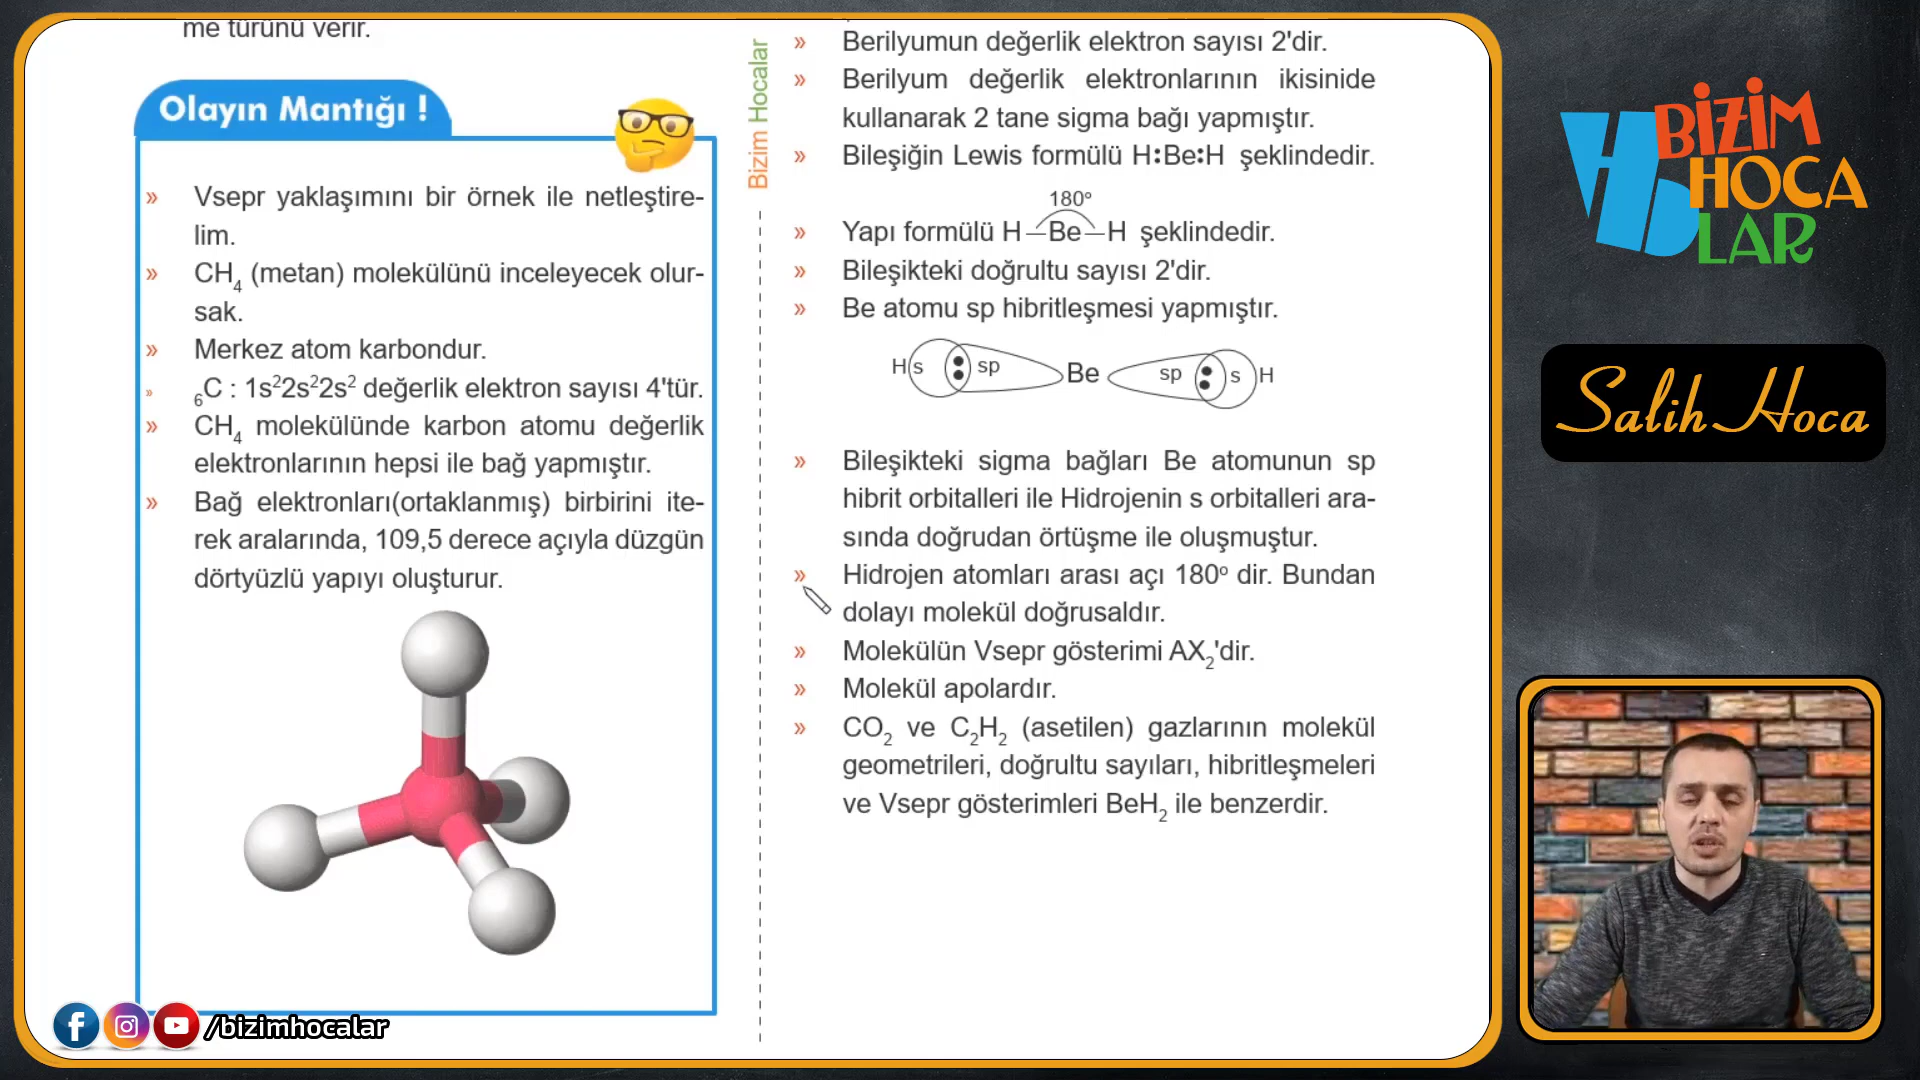 me türünü verir.
Olayın Mantığı !
» Vsepr yaklaşımını bir örnek ile netleştire-
lim.
» CH4 (metan) molekülünü inceleyecek olur-
sak.
» Merkez atom karbondur.
» 6C : 1s²2s²2s² değerlik elektron sayısı 4'tür.
» CH4 molekülünde karbon atomu değerlik
elektronlarının hepsi ile bağ yapmıştır.
» Bağ elektronları(ortaklanmış) birbirini ite-
rek aralarında, 109,5 derece açıyla düzgün
dörtyüzlü yapıyı oluşturur.
/bizimhocalar
Bizim Hocalar
» Berilyumun değerlik elektron sayısı 2'dir.
» Berilyum değerlik elektronlarının ikisinide
kullanarak 2 tane sigma bağı yapmıştır.
» Bileşiğin Lewis formülü H:Be:H şeklindedir.
180°
» Yapı formülü H—Be—H şeklindedir.
» Bileşikteki doğrultu sayısı 2'dir.
» Be atomu sp hibritleşmesi yapmıştır.
H s sp Be sp s H
» Bileşikteki sigma bağları Be atomunun sp
hibrit orbitalleri ile Hidrojenin s orbitalleri ara-
sında doğrudan örtüşme ile oluşmuştur.
» Hidrojen atomları arası açı 180° dir. Bundan
dolayı molekül doğrusaldır.
» Molekülün Vsepr gösterimi AX2'dir.
» Molekül apolardır.
» CO2 ve C2H2 (asetilen) gazlarının molekül
geometrileri, doğrultu sayıları, hibritleşmeleri
ve Vsepr gösterimleri BeH2 ile benzerdir.
BİZİM
HOCA
LAR
Salih Hoca